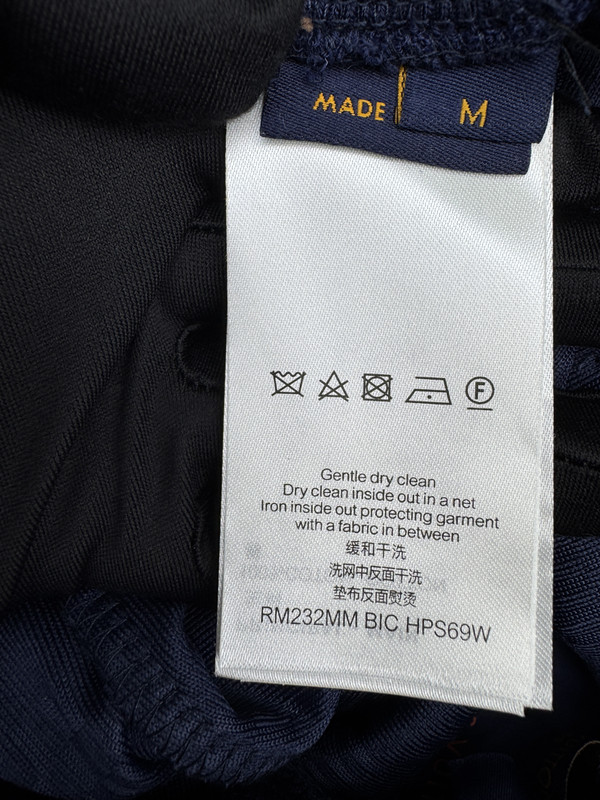 MADE
M
F
Gentle dry clean
Dry clean inside out in a net
Iron inside out protecting garment
with a fabric in between
缓和干洗
洗网中反面干洗
垫布反面熨烫
RM232MM BIC HPS69W